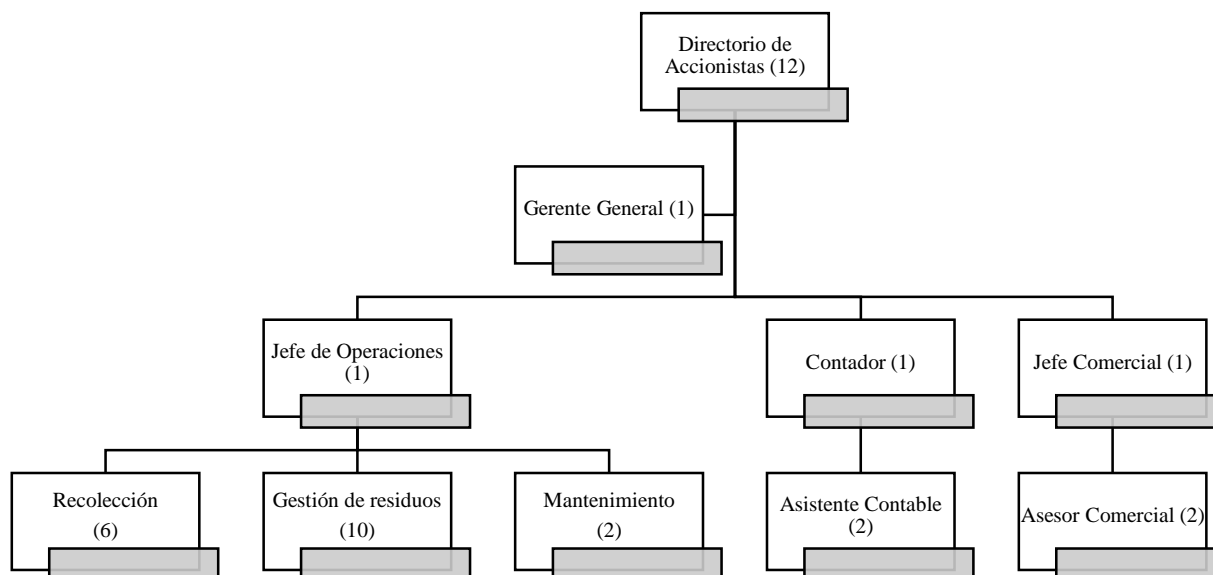 Directorio de
Accionistas (12)
Gerente General (1)
Jefe de Operaciones
(1)
Contador (1)
Jefe Comercial (1)
Recolección
(6)
Gestión de residuos
(10)
Mantenimiento
(2)
Asistente Contable
(2)
Asesor Comercial (2)